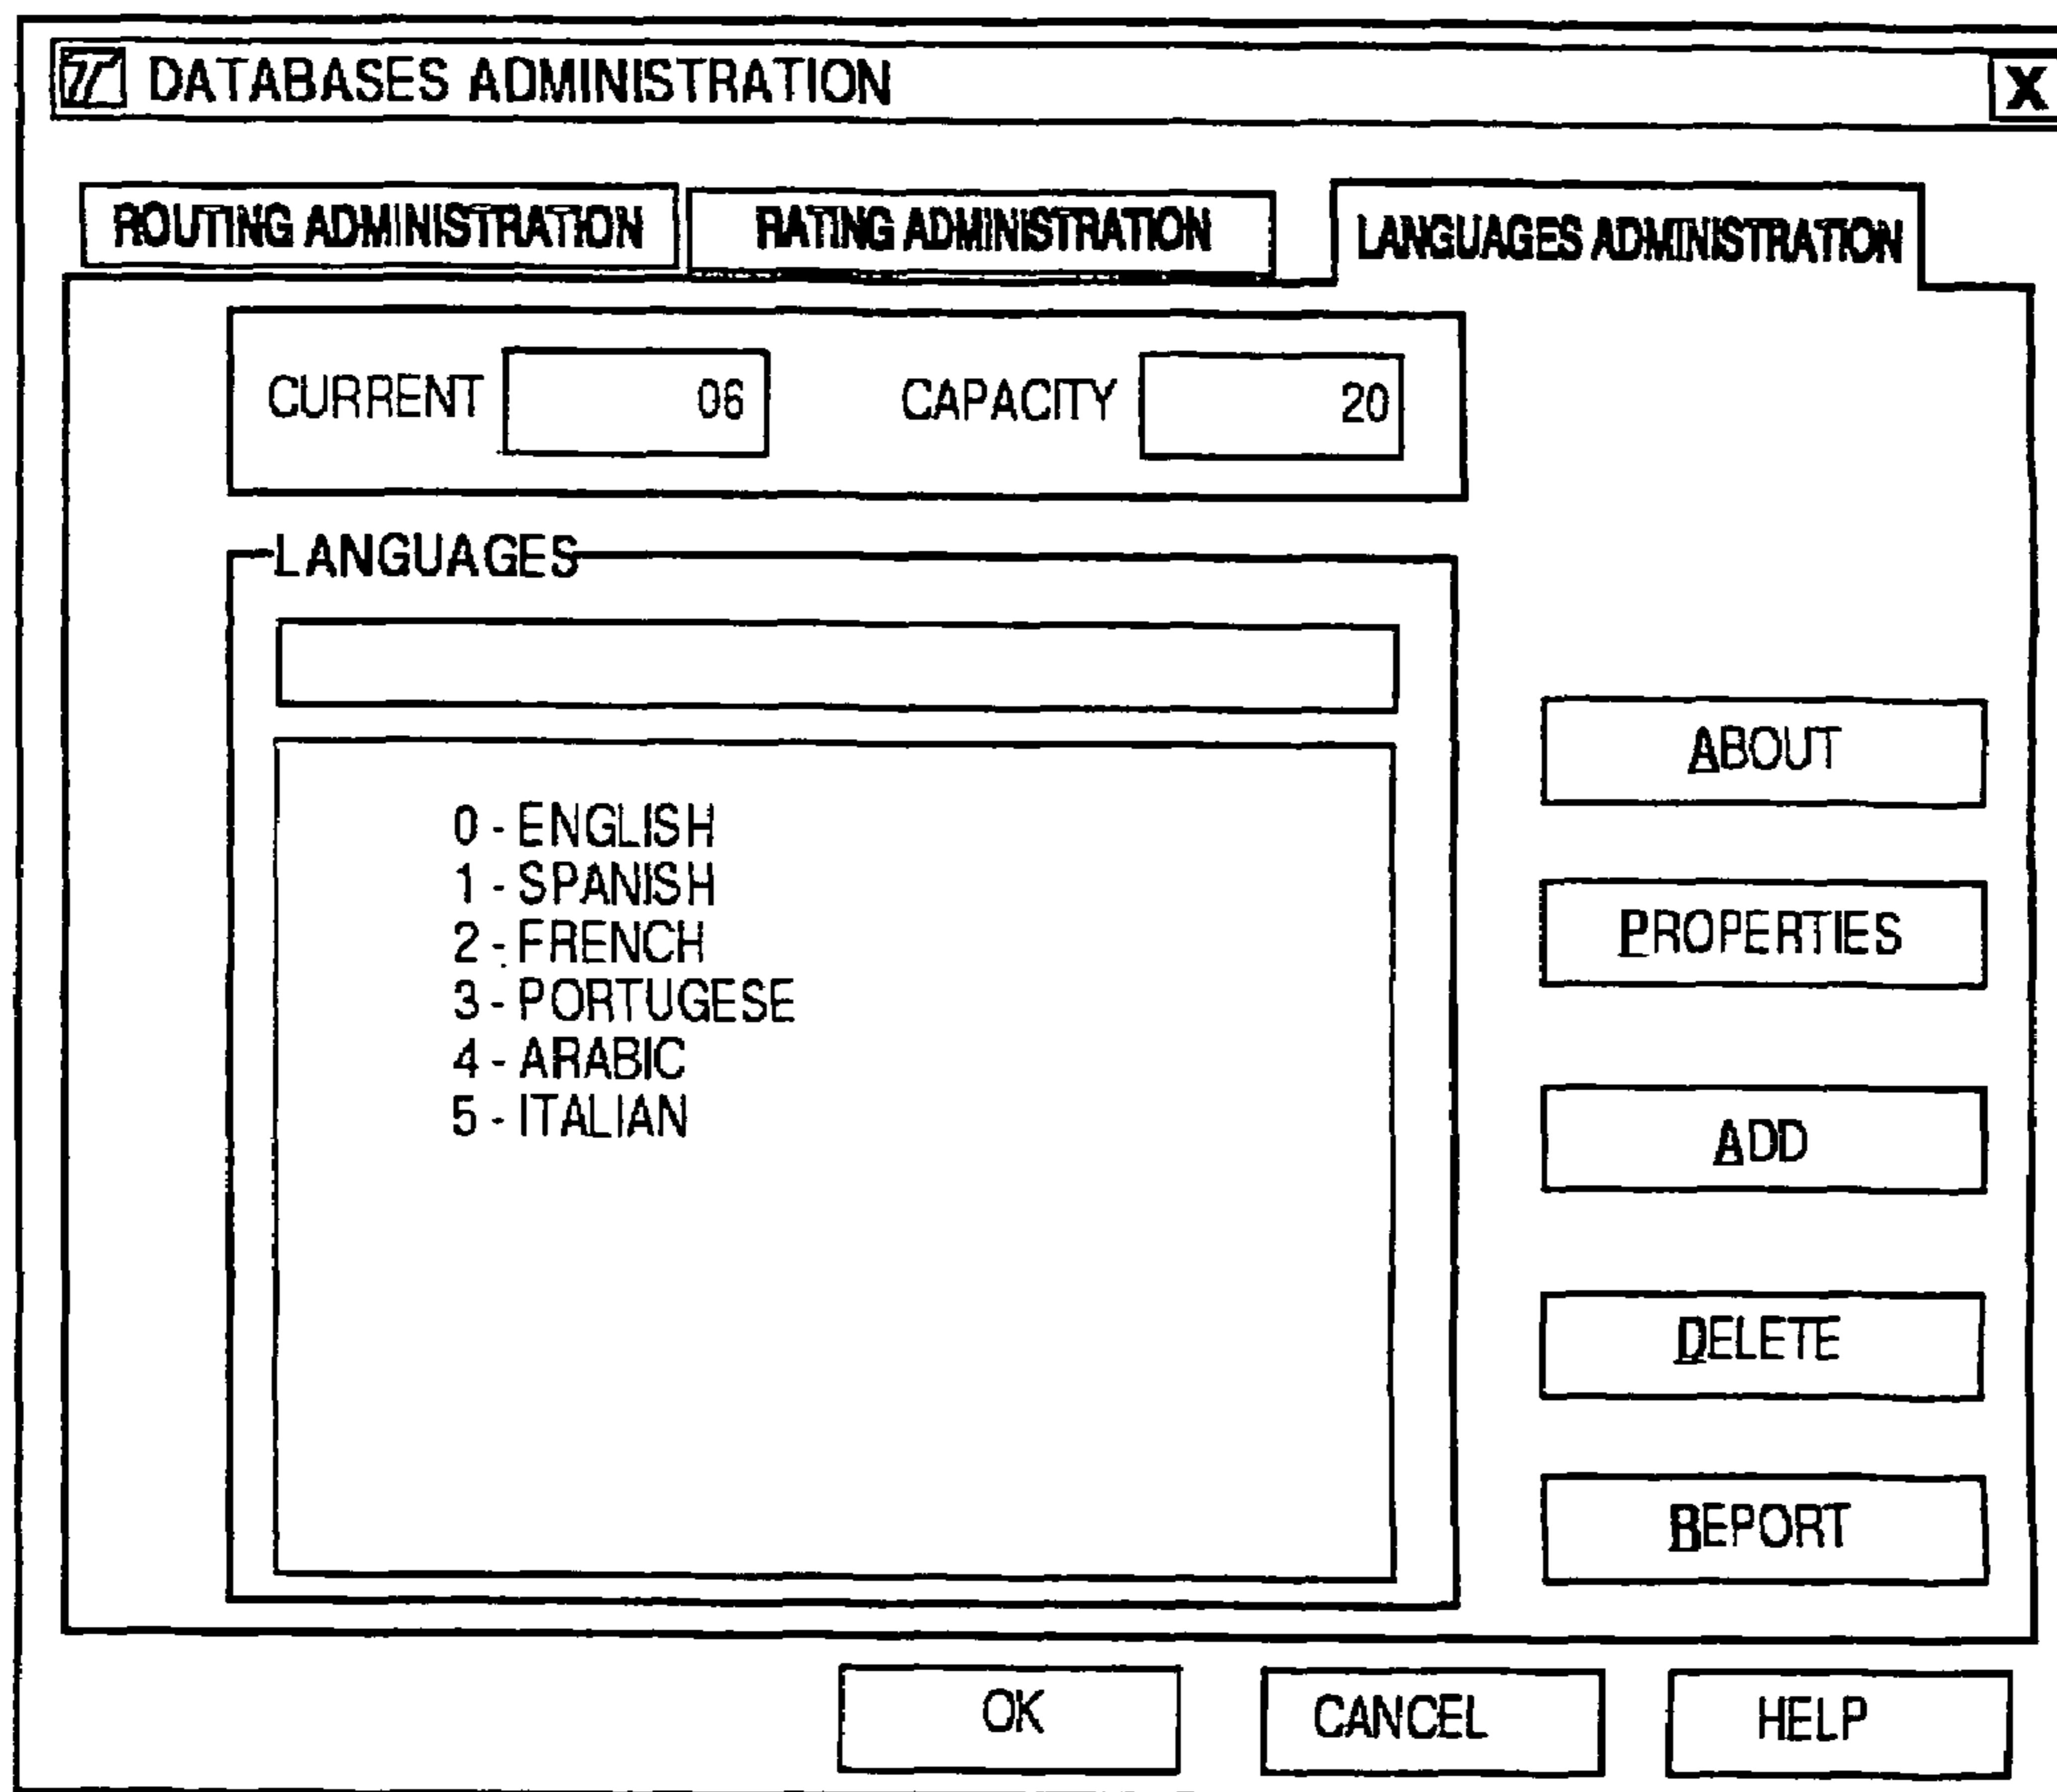 DATABASES ADMINISTRATION X
ROUTING ADMINISTRATION RATING ADMINISTRATION LANGUAGES ADMINISTRATION
CURRENT 06 CAPACITY 20
LANGUAGES
ABOUT
0 - ENGLISH
1 - SPANISH
2 - FRENCH
3 - PORTUGESE
4 - ARABIC
5 - ITALIAN
PROPERTIES
ADD
DELETE
REPORT
OK CANCEL HELP